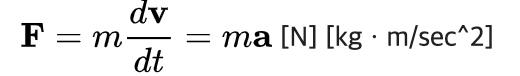 F = m dv/dt = ma [N] [kg · m/sec^2]